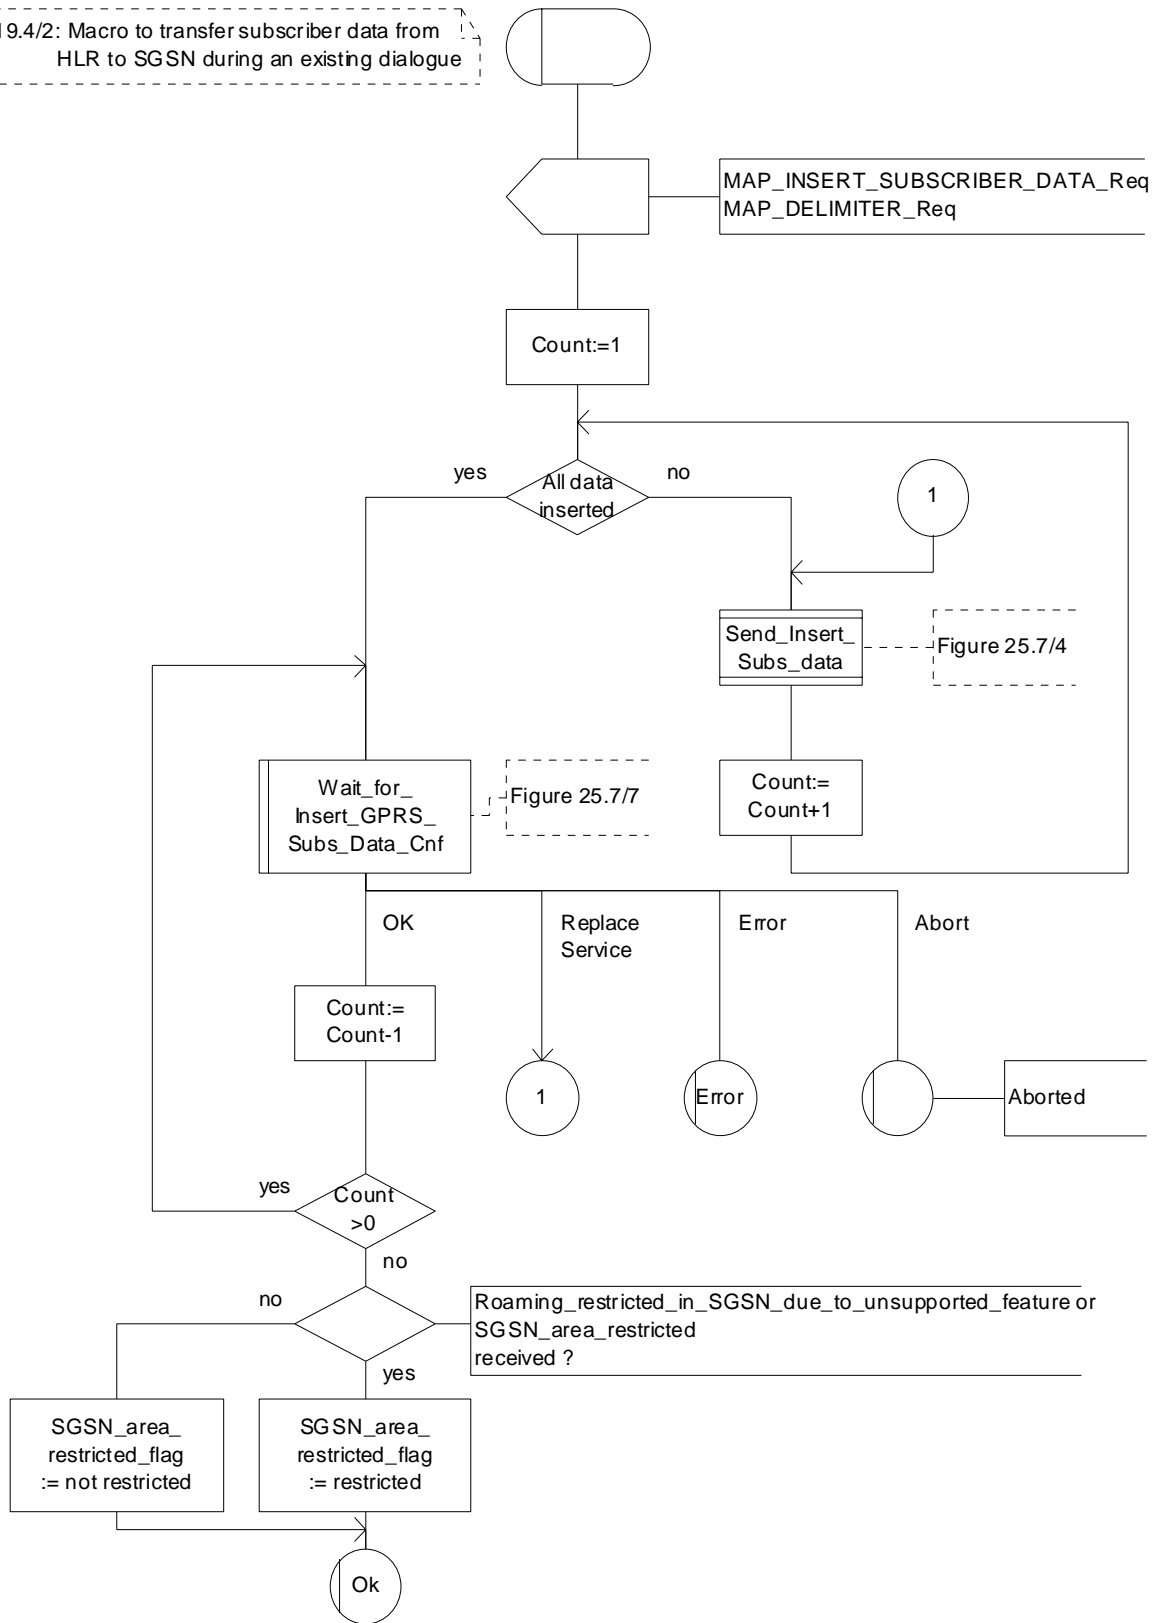 19.4/2: Macro to transfer subscriber data from
HLR to SGSN during an existing dialogue
MAP_INSERT_SUBSCRIBER_DATA_Req
MAP_DELIMITER_Req
Count:=1
yes
All data
inserted
no
1
Send_Insert_
Subs_data
Figure 25.7/4
Wait_for_
Insert_GPRS_
Subs_Data_Cnf
Figure 25.7/7
Count:=
Count+1
OK
Replace
Service
Error
Abort
Count:=
Count-1
1
Error
Aborted
yes
Count
>0
no
no
Roaming_restricted_in_SGSN_due_to_unsupported_feature or
SGSN_area_restricted
received ?
yes
SGSN_area_
restricted_flag
:= not restricted
SGSN_area_
restricted_flag
:= restricted
Ok